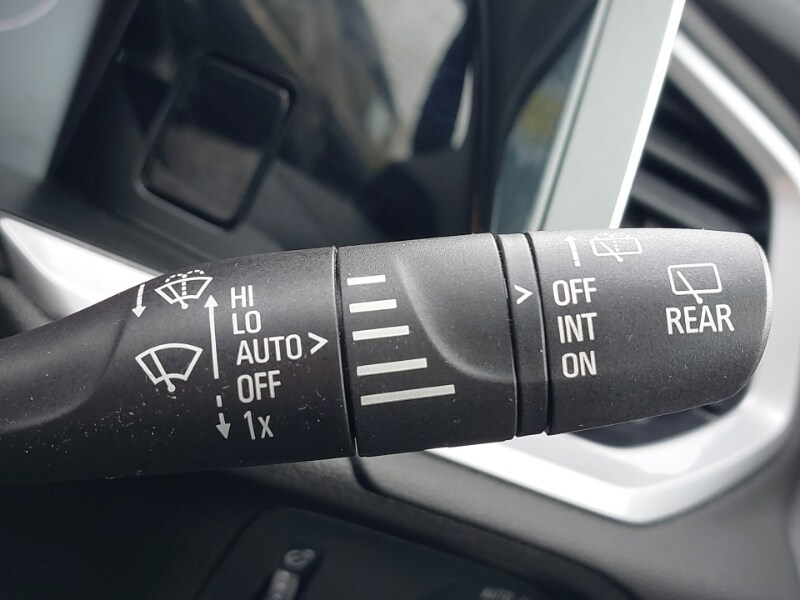 HI
LO
AUTO >
OFF
1x
>
OFF
INT
ON
REAR